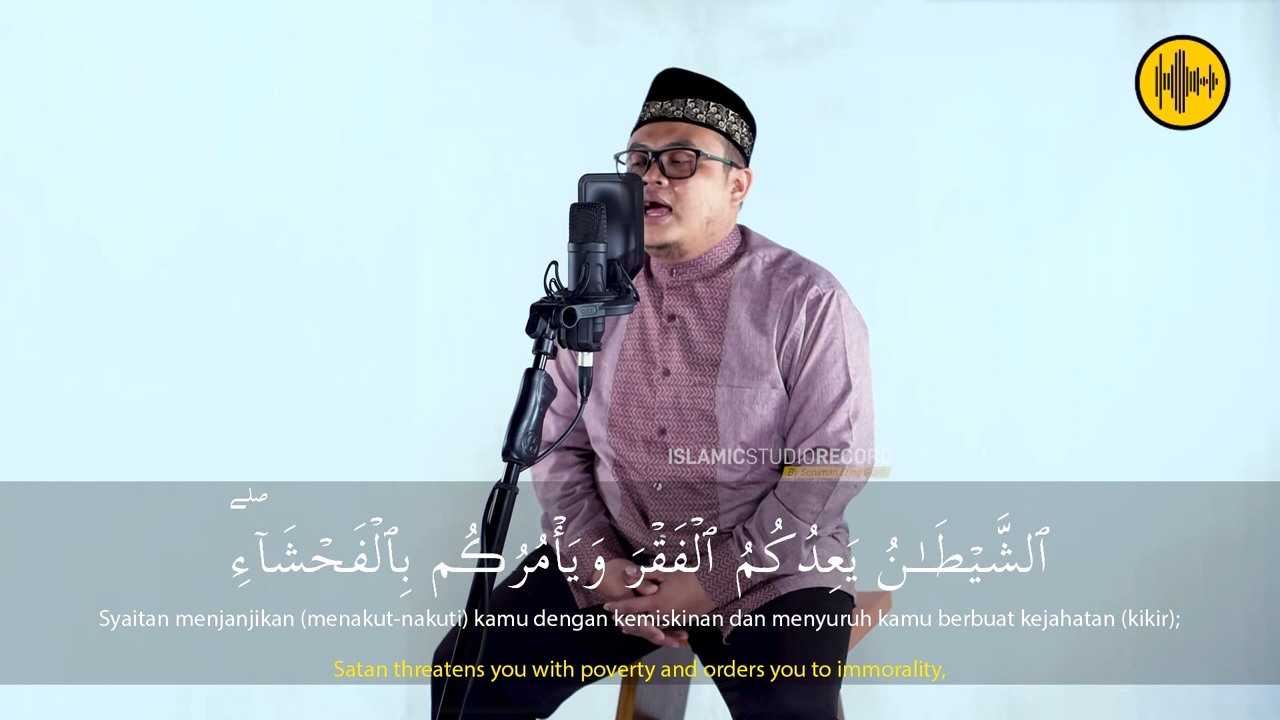 ISLAMICSTUDIORECORD
ٱلشَّيْطَـٰنُ يَعِدُكُمُ ٱلْفَقْرَ وَيَأْمُرُكُم بِٱلْفَحْشَآءِ ۖ
Syaitan menjanjikan (menakut-nakuti) kamu dengan kemiskinan dan menyuruh kamu berbuat kejahatan (kikir);
Satan threatens you with poverty and orders you to immorality,